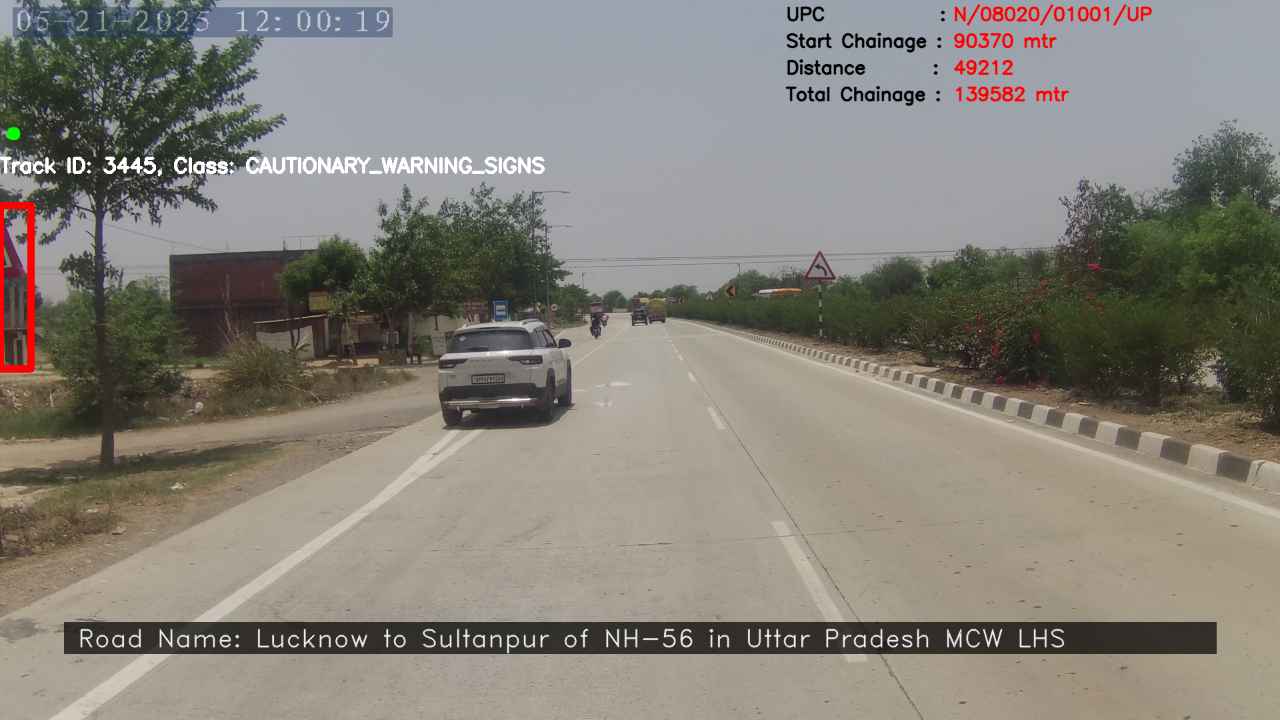 05-21-2025 12:00:19
UPC : N/08020/01001/UP
Start Chainage : 90370 mtr
Distance : 49212
Total Chainage : 139582 mtr
Track ID: 3445, Class: CAUTIONARY_WARNING_SIGNS
Road Name: Lucknow to Sultanpur of NH-56 in Uttar Pradesh MCW LHS